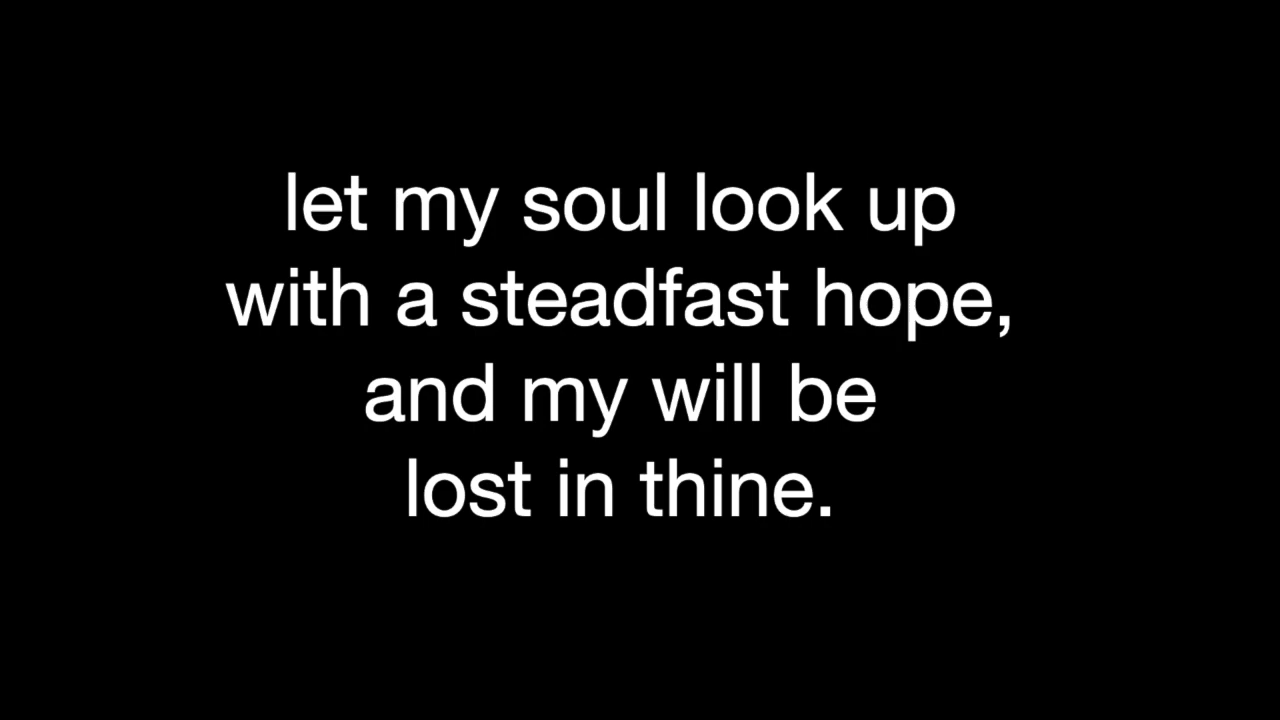 let my soul look up
with a steadfast hope,
and my will be
lost in thine.